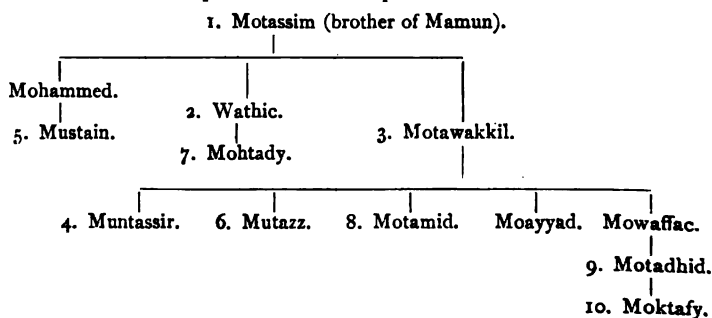 1. Motassim (brother of Mamun).
Mohammed.
2. Wathic.
5. Mustain.
3. Motawakkil.
7. Mohtady.
4. Muntassir. 6. Mutazz. 8. Motamid. Moayyad. Mowaffac.
9. Motadhid.
10. Moktafy.